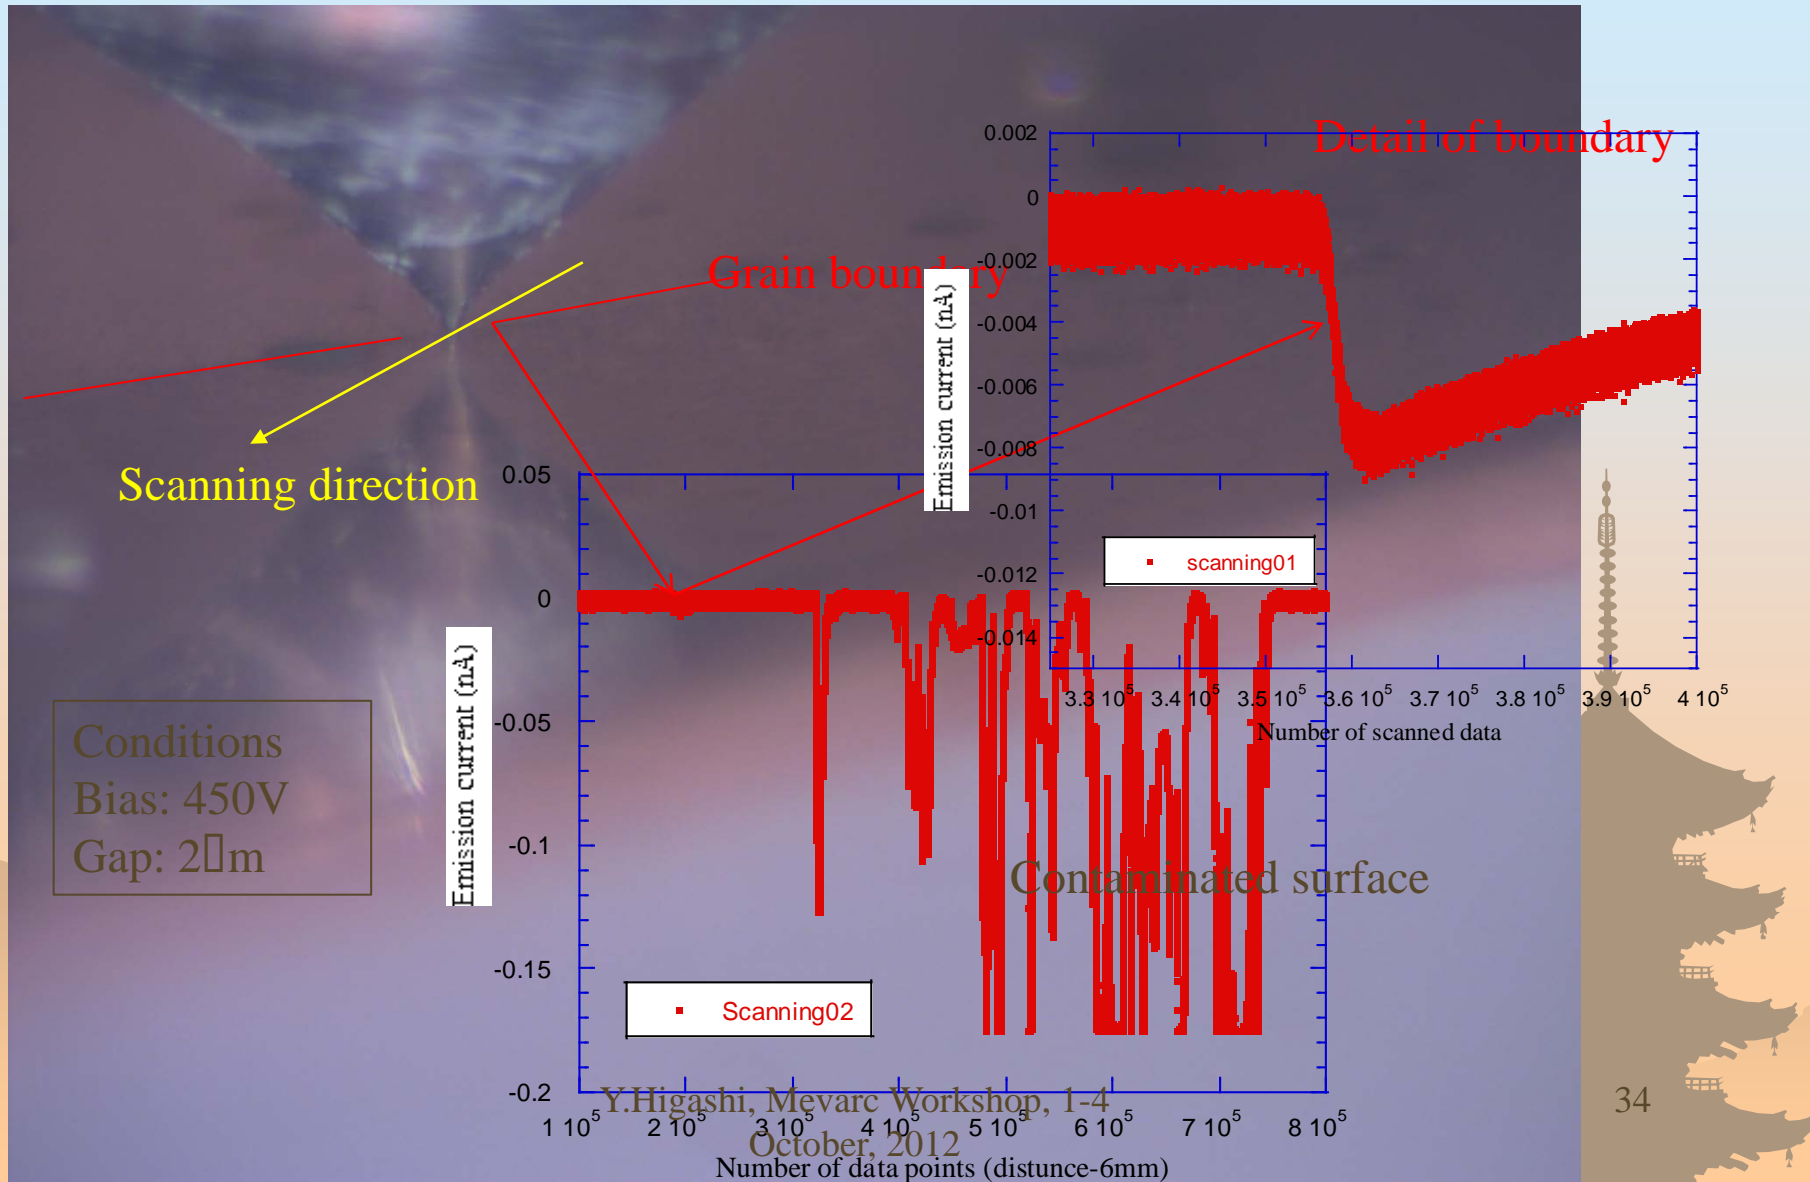 Detail of boundary
Grain boundary
Scanning direction
0.002
0
-0.002
-0.004
-0.006
-0.008
-0.01
-0.012
-0.014
Emission current (nA)
scanning01
3.3 10^5 3.4 10^5 3.5 10^5 3.6 10^5 3.7 10^5 3.8 10^5 3.9 10^5 4 10^5
Number of scanned data
0.05
0
-0.05
-0.1
-0.15
-0.2
Emission current (nA)
Conditions
Bias: 450V
Gap: 2▯m
Contaminated surface
Scanning02
1 10^5 2 10^5 3 10^5 4 10^5 5 10^5 6 10^5 7 10^5 8 10^5
Number of data points (distunce-6mm)
Y.Higashi, Mevarc Workshop, 1-4
October, 2012
34